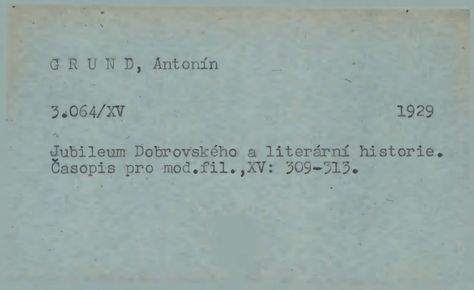 G R U N D, Antonín
3.064/XV 1929
Jubileum Dobrovského a literární historie.
Časopis pro mod.fil.,XV: 309-313.